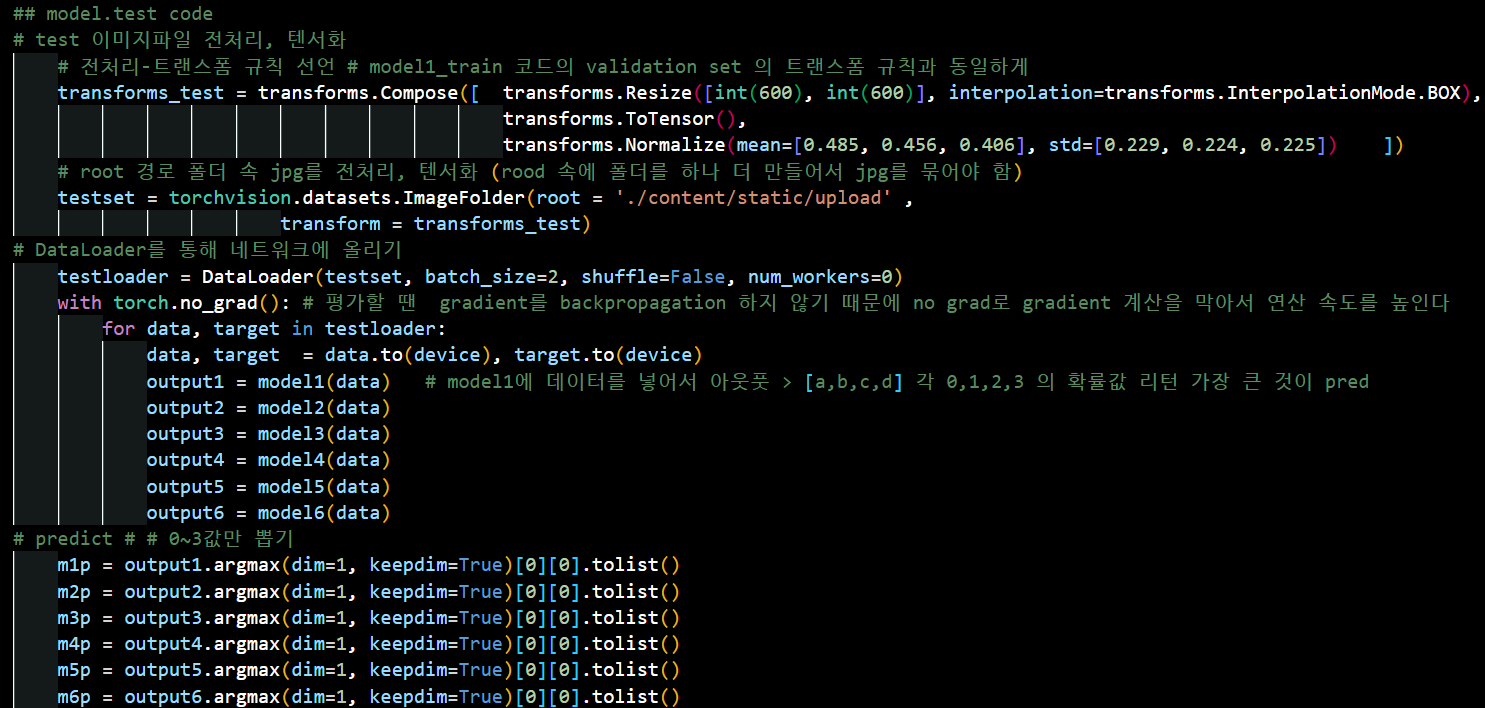 ## model.test code
# test 이미지파일 전처리, 텐서화
# 전처리-트랜스폼 규칙 선언 # model1_train 코드의 validation set 의 트랜스폼 규칙과 동일하게
transforms_test = transforms.Compose([  transforms.Resize([int(600), int(600)], interpolation=transforms.InterpolationMode.BOX),
transforms.ToTensor(),
transforms.Normalize(mean=[0.485, 0.456, 0.406], std=[0.229, 0.224, 0.225])    ])
# root 경로 폴더 속 jpg를 전처리, 텐서화 (rood 속에 폴더를 하나 더 만들어서 jpg를 묶어야 함)
testset = torchvision.datasets.ImageFolder(root = './content/static/upload' ,
transform = transforms_test)
# DataLoader를 통해 네트워크에 올리기
testloader = DataLoader(testset, batch_size=2, shuffle=False, num_workers=0)
with torch.no_grad(): # 평가할 땐  gradient를 backpropagation 하지 않기 때문에 no grad로 gradient 계산을 막아서 연산 속도를 높인다
for data, target in testloader:
data, target  = data.to(device), target.to(device)
output1 = model1(data)   # model1에 데이터를 넣어서 아웃풋 > [a,b,c,d] 각 0,1,2,3 의 확률값 리턴 가장 큰 것이 pred
output2 = model2(data)
output3 = model3(data)
output4 = model4(data)
output5 = model5(data)
output6 = model6(data)
# predict # # 0~3값만 뽑기
m1p = output1.argmax(dim=1, keepdim=True)[0][0].tolist()
m2p = output2.argmax(dim=1, keepdim=True)[0][0].tolist()
m3p = output3.argmax(dim=1, keepdim=True)[0][0].tolist()
m4p = output4.argmax(dim=1, keepdim=True)[0][0].tolist()
m5p = output5.argmax(dim=1, keepdim=True)[0][0].tolist()
m6p = output6.argmax(dim=1, keepdim=True)[0][0].tolist()